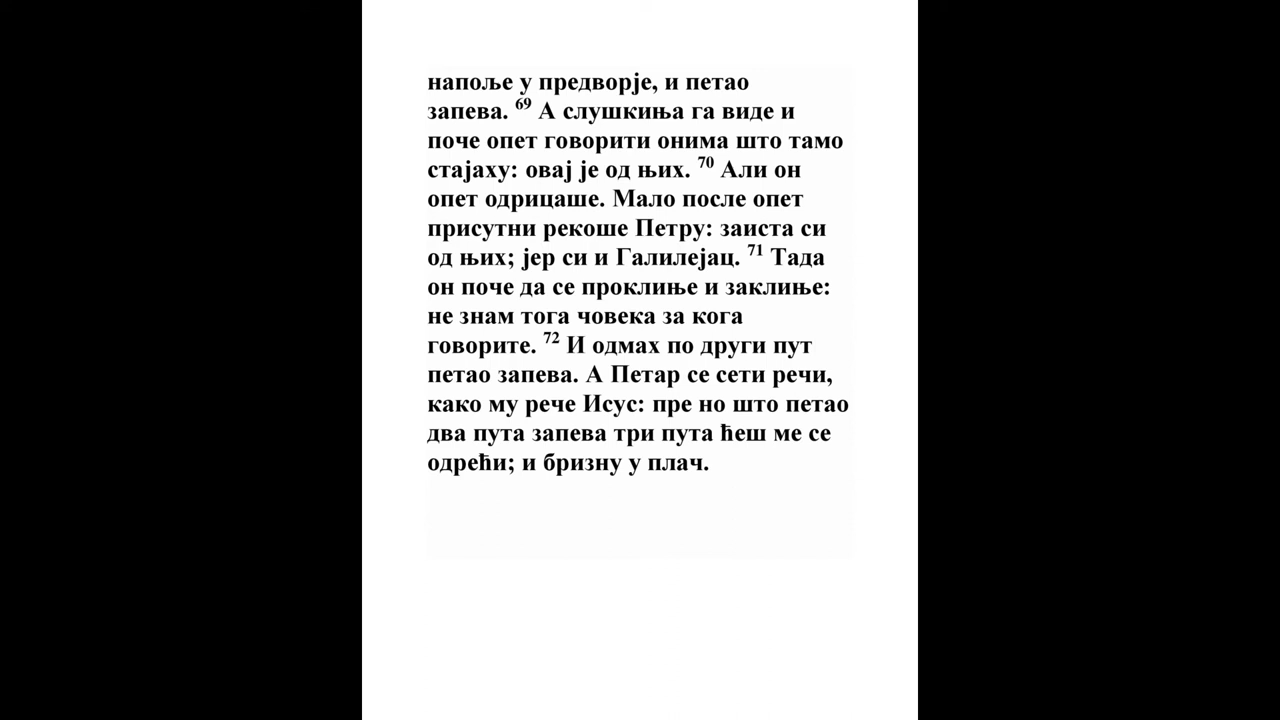 напоље у предворје, и петао
запева. 69 А слушкиња га виде и
поче опет говорити онима што тамо
стајаху: овај је од њих. 70 Али он
опет одрицаше. Мало после опет
присутни рекоше Петру: заиста си
од њих; јер си и Галилејац. 71 Тада
он поче да се проклиње и заклиње:
не знам тога човека за кога
говорите. 72 И одмах по други пут
петао запева. А Петар се сети речи,
како му рече Исус: пре но што петао
два пута запева три пута ћеш ме се
одрећи; и бризну у плач.